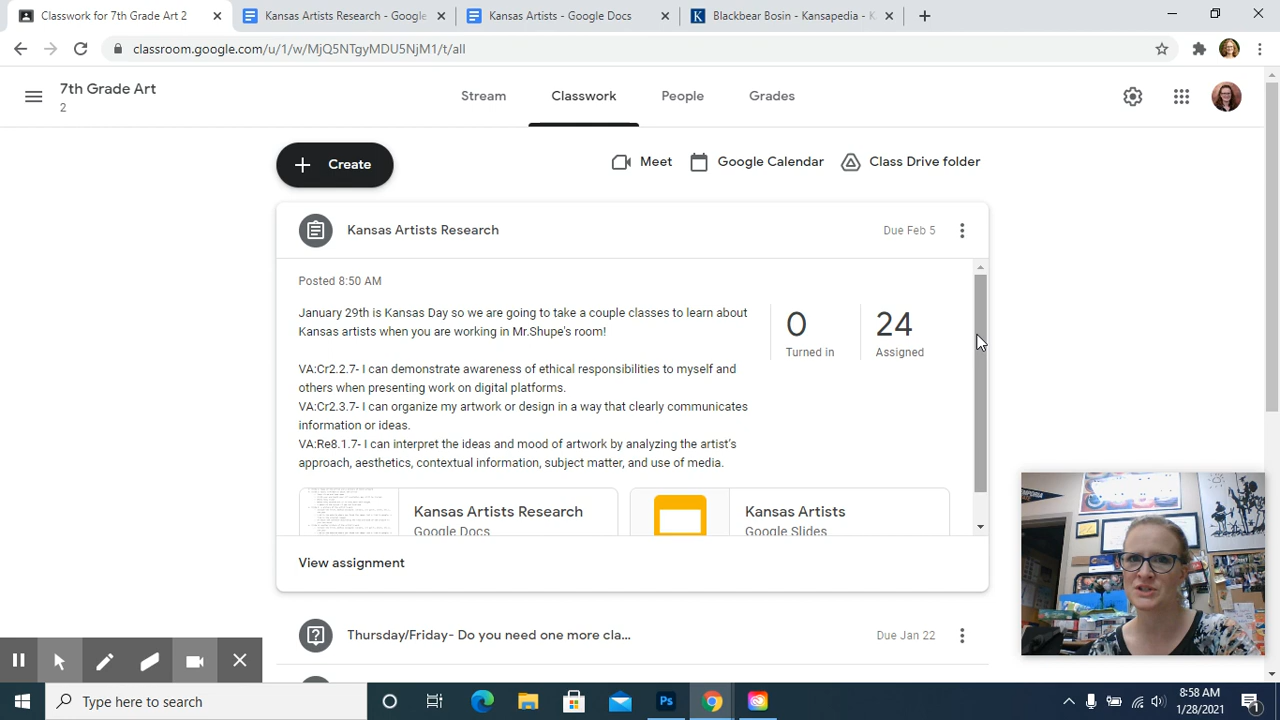 Classwork for 7th Grade Art 2
Kansas Artists Research - Google
Kansas Artists - Google Docs
Blackbear Bosin - Kansapedia - K
classroom.google.com/u/1/w/MjQ5NTgyMDU5NjM1/t/all
7th Grade Art
2
Stream
Classwork
People
Grades
Create
Meet
Google Calendar
Class Drive folder
Kansas Artists Research
Due Feb 5
Posted 8:50 AM
January 29th is Kansas Day so we are going to take a couple classes to learn about
Kansas artists when you are working in Mr.Shupe's room!
0
Turned in
24
Assigned
VA:Cr2.2.7- I can demonstrate awareness of ethical responsibilities to myself and
others when presenting work on digital platforms.
VA:Cr2.3.7- I can organize my artwork or design in a way that clearly communicates
information or ideas.
VA:Re8.1.7- I can interpret the ideas and mood of artwork by analyzing the artist's
approach, aesthetics, contextual information, subject matter, and use of media.
Kansas Artists Research
Google Docs
Kansas Artists
Google Slides
View assignment
Thursday/Friday- Do you need one more cla...
Due Jan 22
Type here to search
Ps
8:58 AM
1/28/2021
1